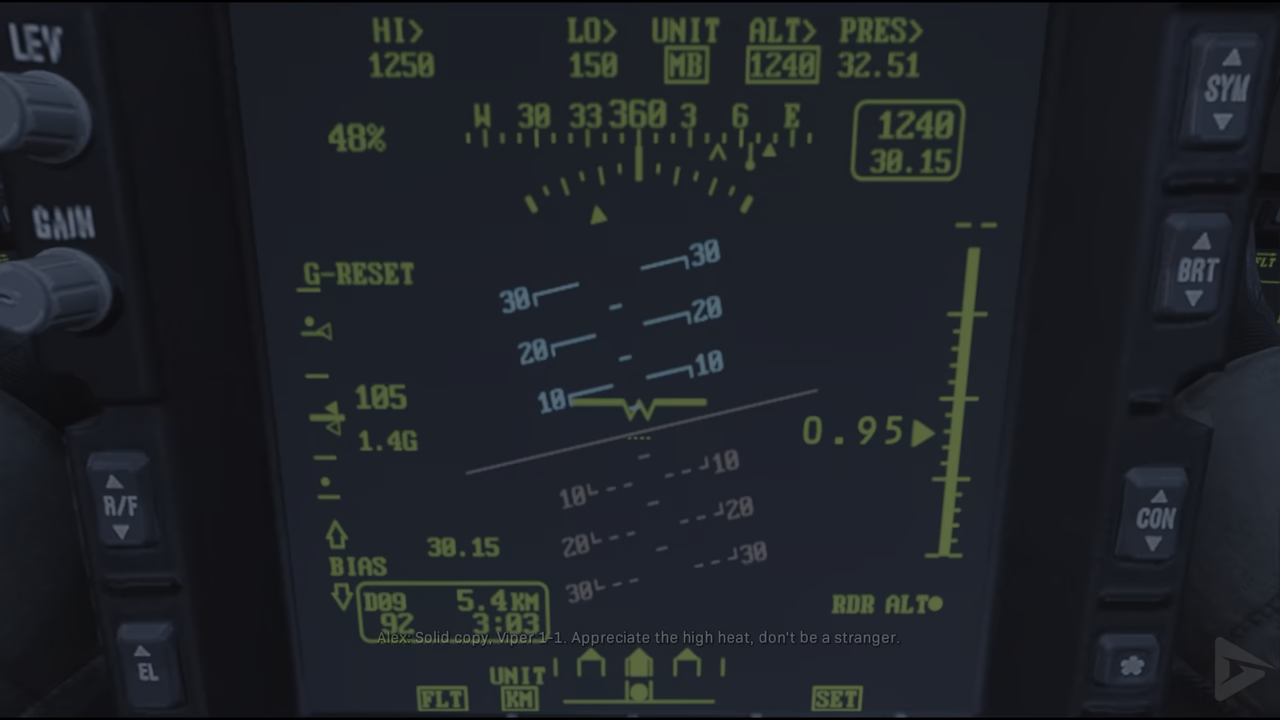 LEV
HI> LO> UNIT ALT> PRES>
1250 150 MB 1240 32.51
SYM
W 30 33 360 3 6 E
48%
1240
30.15
GAIN
G-RESET
BRT
FLT
30 30
20 20
10 10
105
1.4G
0.95
10 10
20 20
30 30
R/F
CON
30.15
BIAS
D09 5.4KM
92 3:03
RDR ALT
Alex: Solid copy, Viper 1-1. Appreciate the high heat, don't be a stranger.
EL
UNIT
FLT KM SET